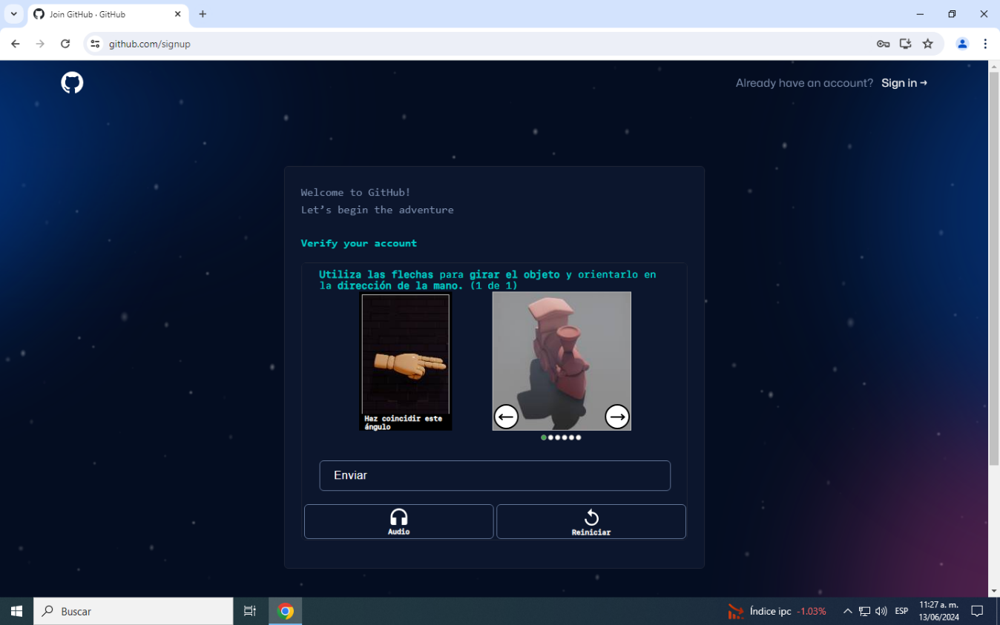 Join GitHub · GitHub
github.com/signup
Already have an account? Sign in →
Welcome to GitHub!
Let’s begin the adventure
Verify your account
Utiliza las flechas para girar el objeto y orientarlo en
la dirección de la mano. (1 de 1)
Haz coincidir este
ángulo
Enviar
Audio
Reiniciar
Buscar
Índice ipc -1.03%
ESP
11:27 a. m.
13/06/2024